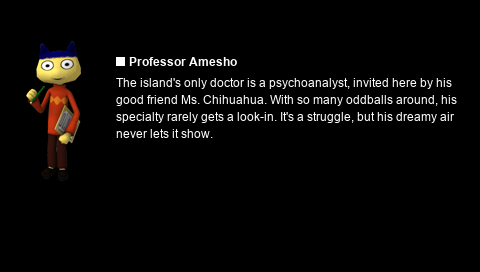 Professor Amesho
The island's only doctor is a psychoanalyst, invited here by his
good friend Ms. Chihuahua. With so many oddballs around, his
specialty rarely gets a look-in. It's a struggle, but his dreamy air
never lets it show.